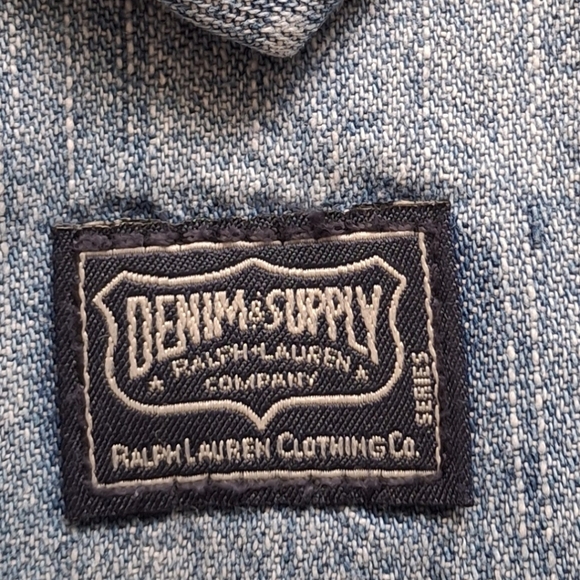 DENIM & SUPPLY
RALPH LAUREN
COMPANY
SERIES
RALPH LAUREN CLOTHING CO.